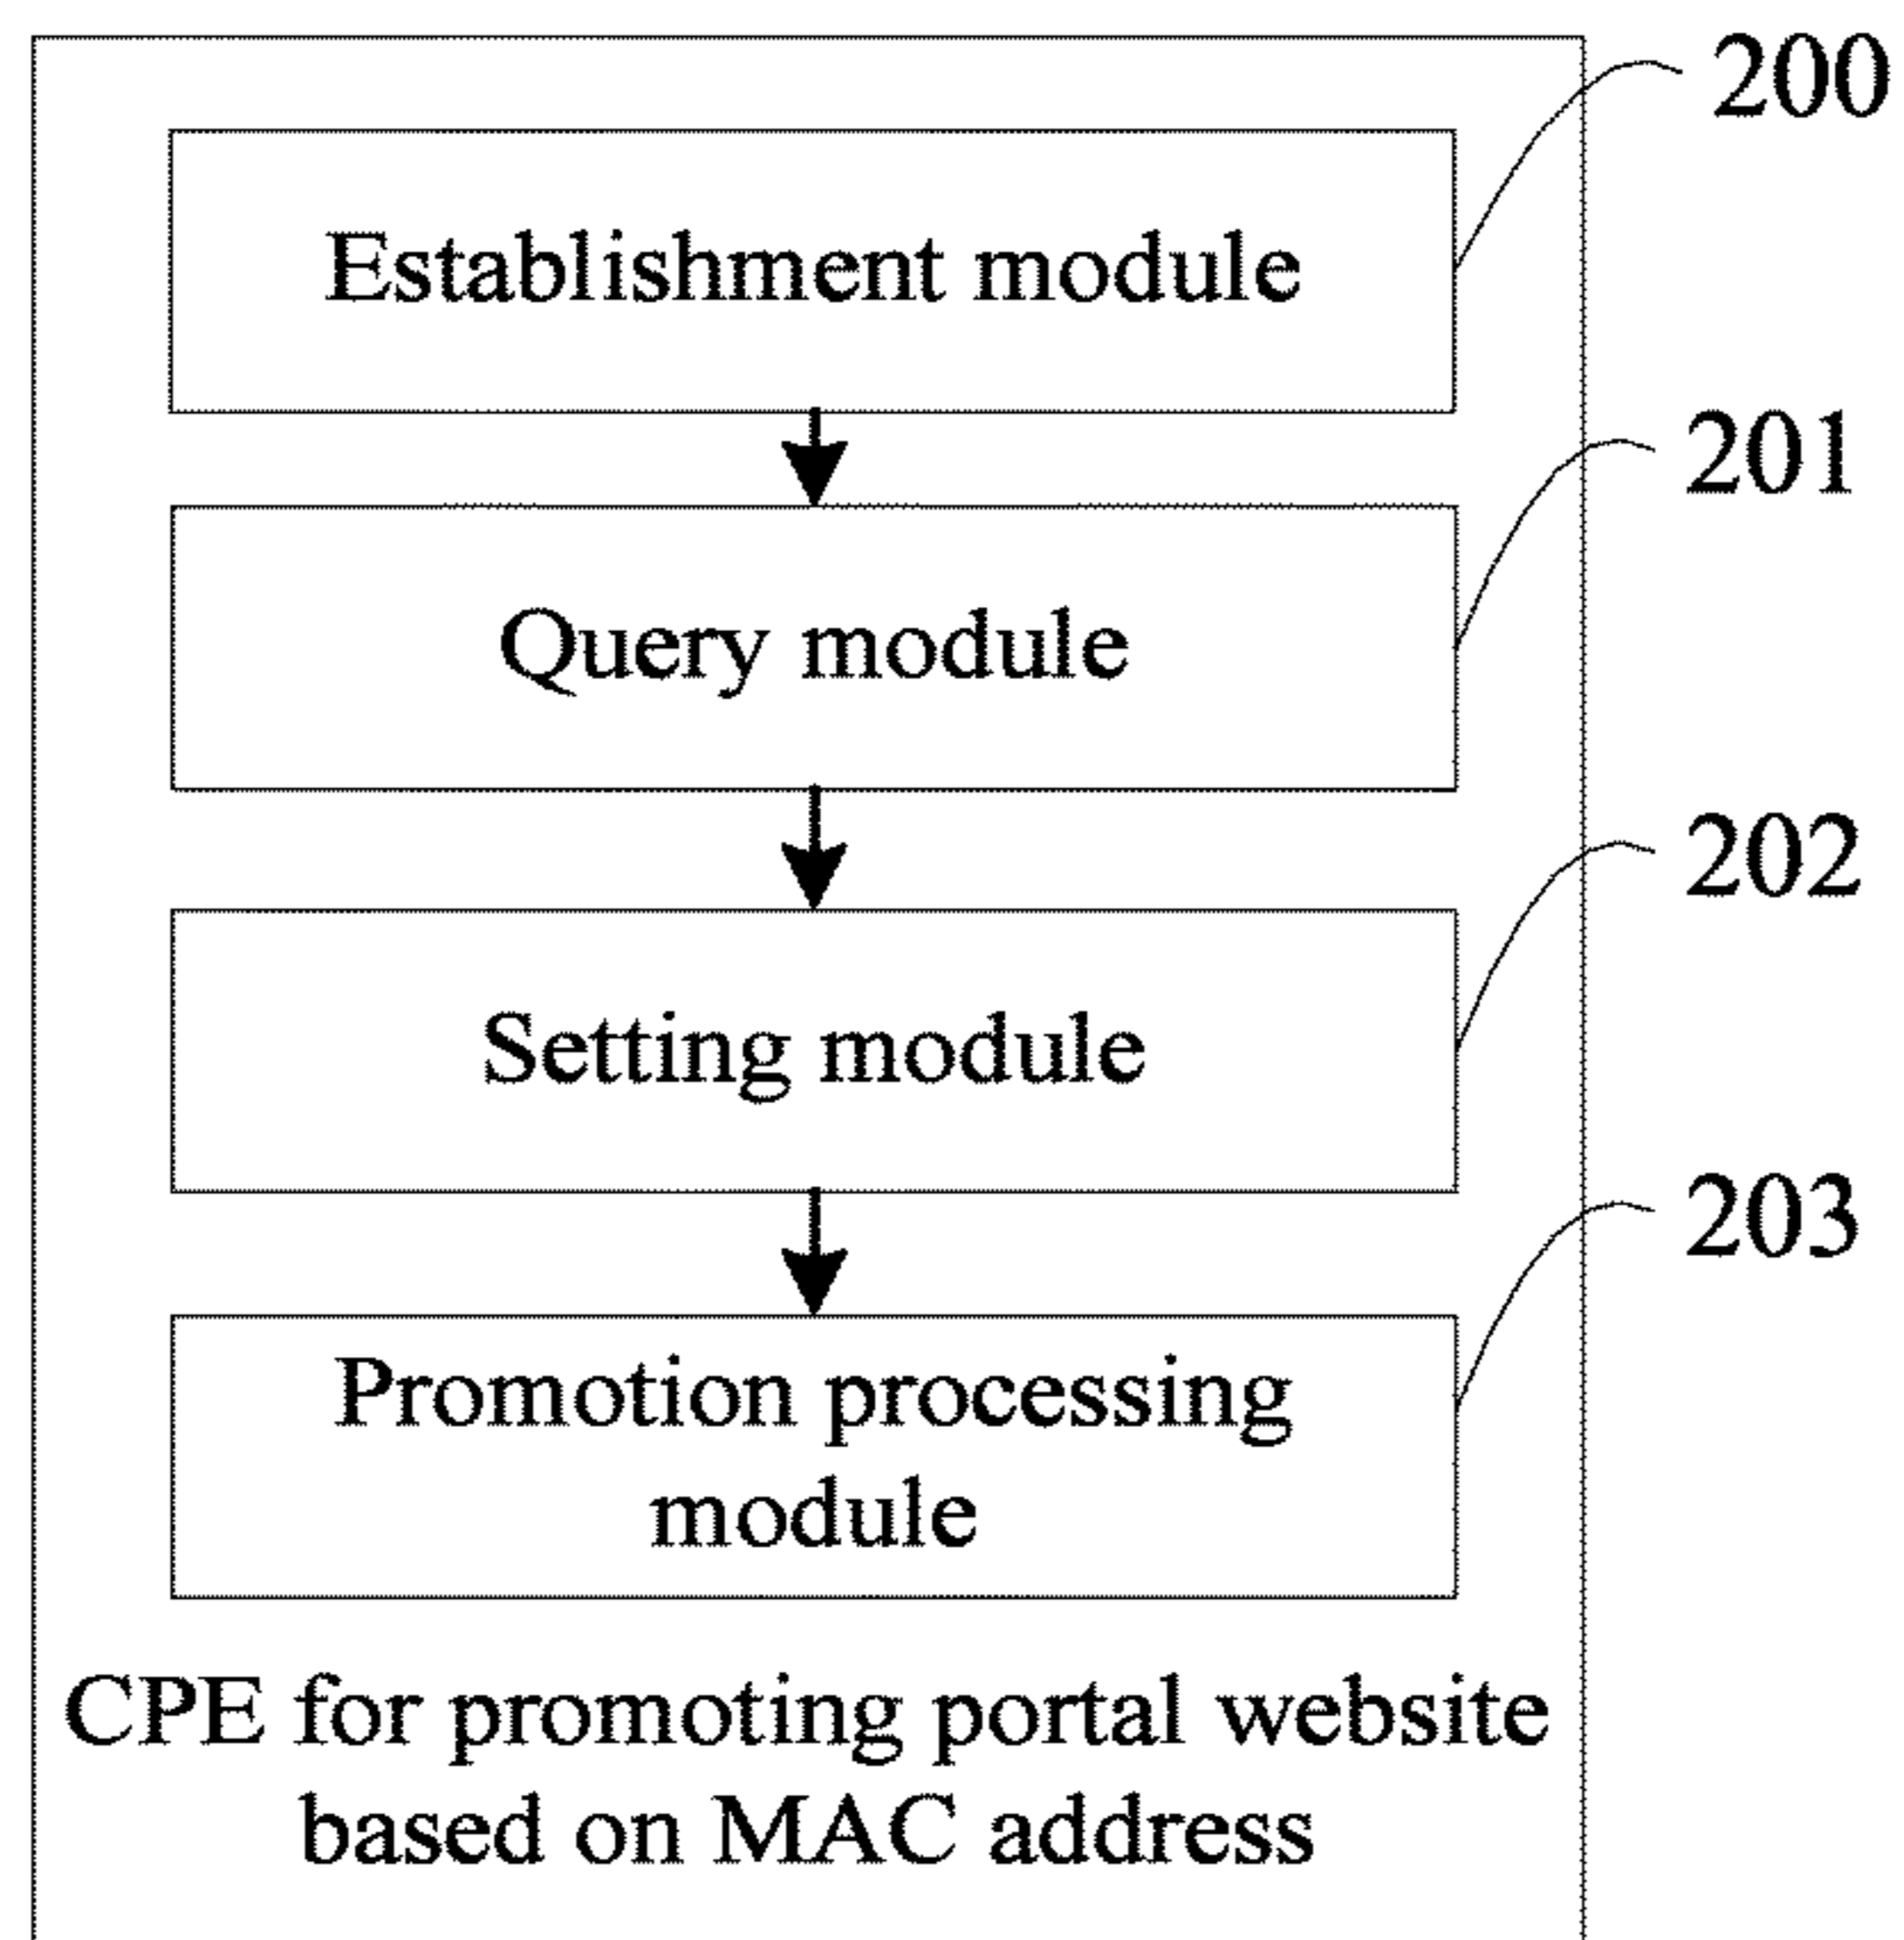 200
Establishment module
201
Query module
202
Setting module
203
Promotion processing
module
CPE for promoting portal website
based on MAC address